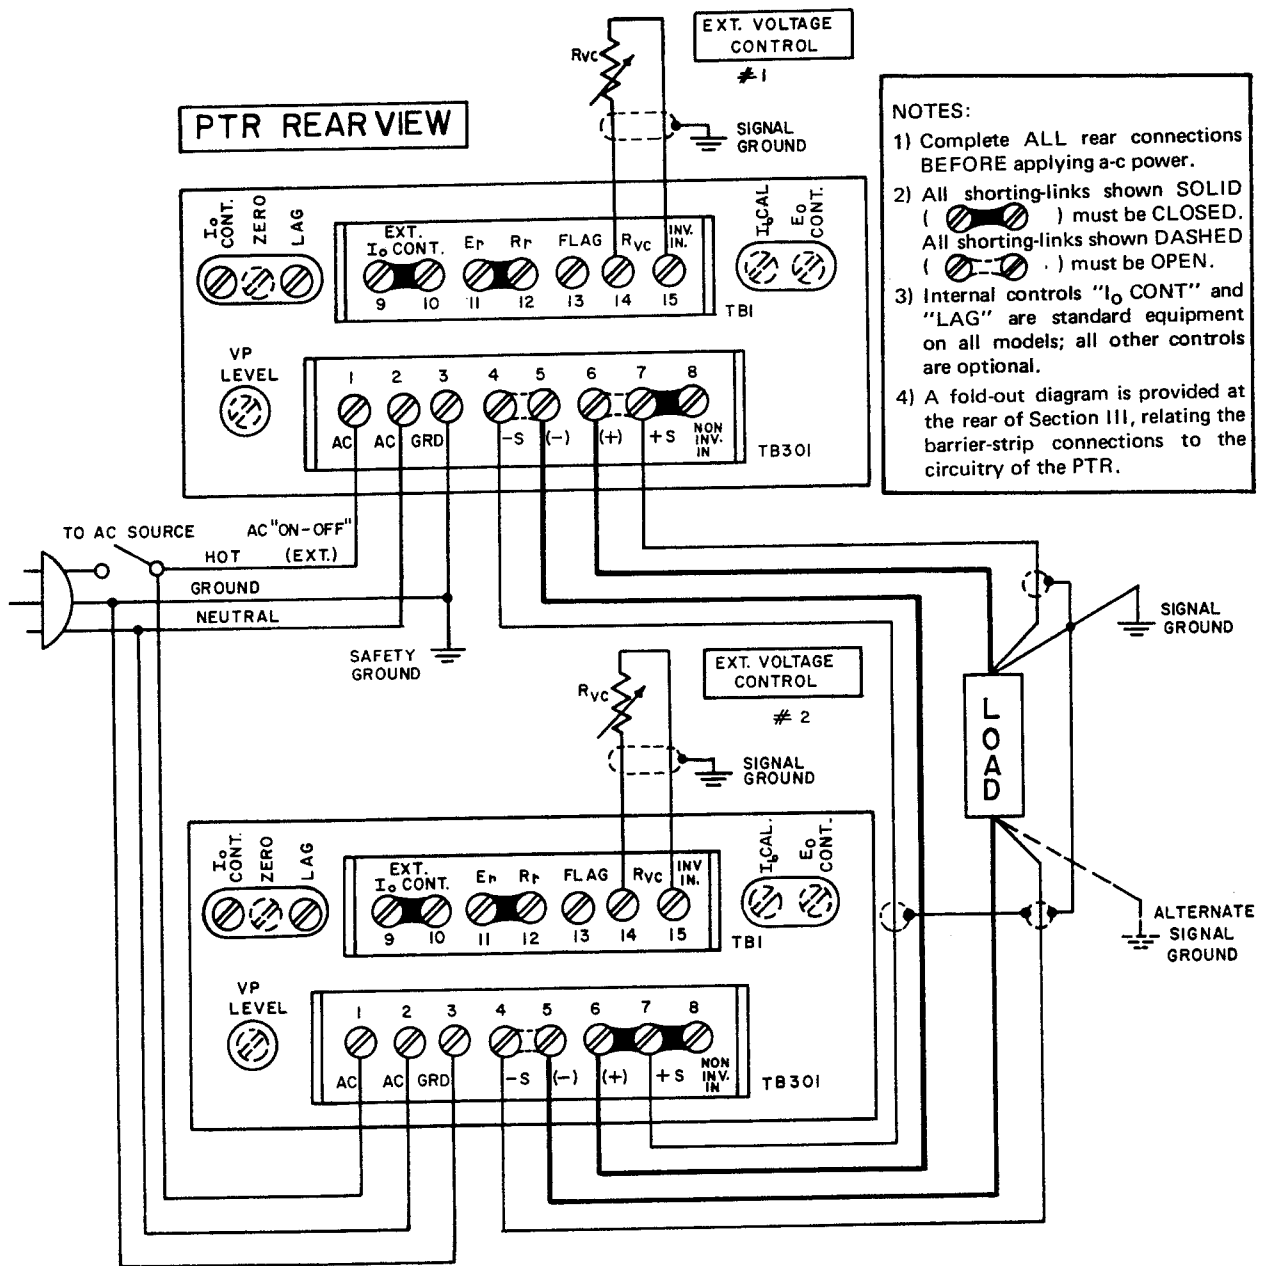 EXT. VOLTAGE
CONTROL
# 1
RVC
SIGNAL
GROUND
PTR REAR VIEW
NOTES:
1) Complete ALL rear connections
BEFORE applying a-c power.
2) All shorting-links shown SOLID
( ) must be CLOSED.
All shorting-links shown DASHED
( ) must be OPEN.
3) Internal controls "Io CONT" and
"LAG" are standard equipment
on all models; all other controls
are optional.
4) A fold-out diagram is provided at
the rear of Section III, relating the
barrier-strip connections to the
circuitry of the PTR.
Io CONT.
ZERO
LAG
EXT.
Io CONT.
Er
Rr
FLAG
RVC
INV.
IN.
IbCAL.
Eo CONT.
9 10 11 12 13 14 15
TB1
VP
LEVEL
1 2 3 4 5 6 7 8
AC AC GRD -S (-) (+) +S
NON
INV.
IN
TB301
TO AC SOURCE
AC "ON-OFF"
(EXT.)
HOT
GROUND
NEUTRAL
SAFETY
GROUND
SIGNAL
GROUND
EXT. VOLTAGE
CONTROL
# 2
RVC
SIGNAL
GROUND
LOAD
Io CONT.
ZERO
LAG
EXT.
Io CONT.
Er
Rr
FLAG
RVC
INV
IN.
IbCAL.
Eo CONT.
9 10 11 12 13 14 15
TB1
ALTERNATE
SIGNAL
GROUND
VP
LEVEL
1 2 3 4 5 6 7 8
AC AC GRD -S (-) (+) +S
NON
INV.
IN
TB301